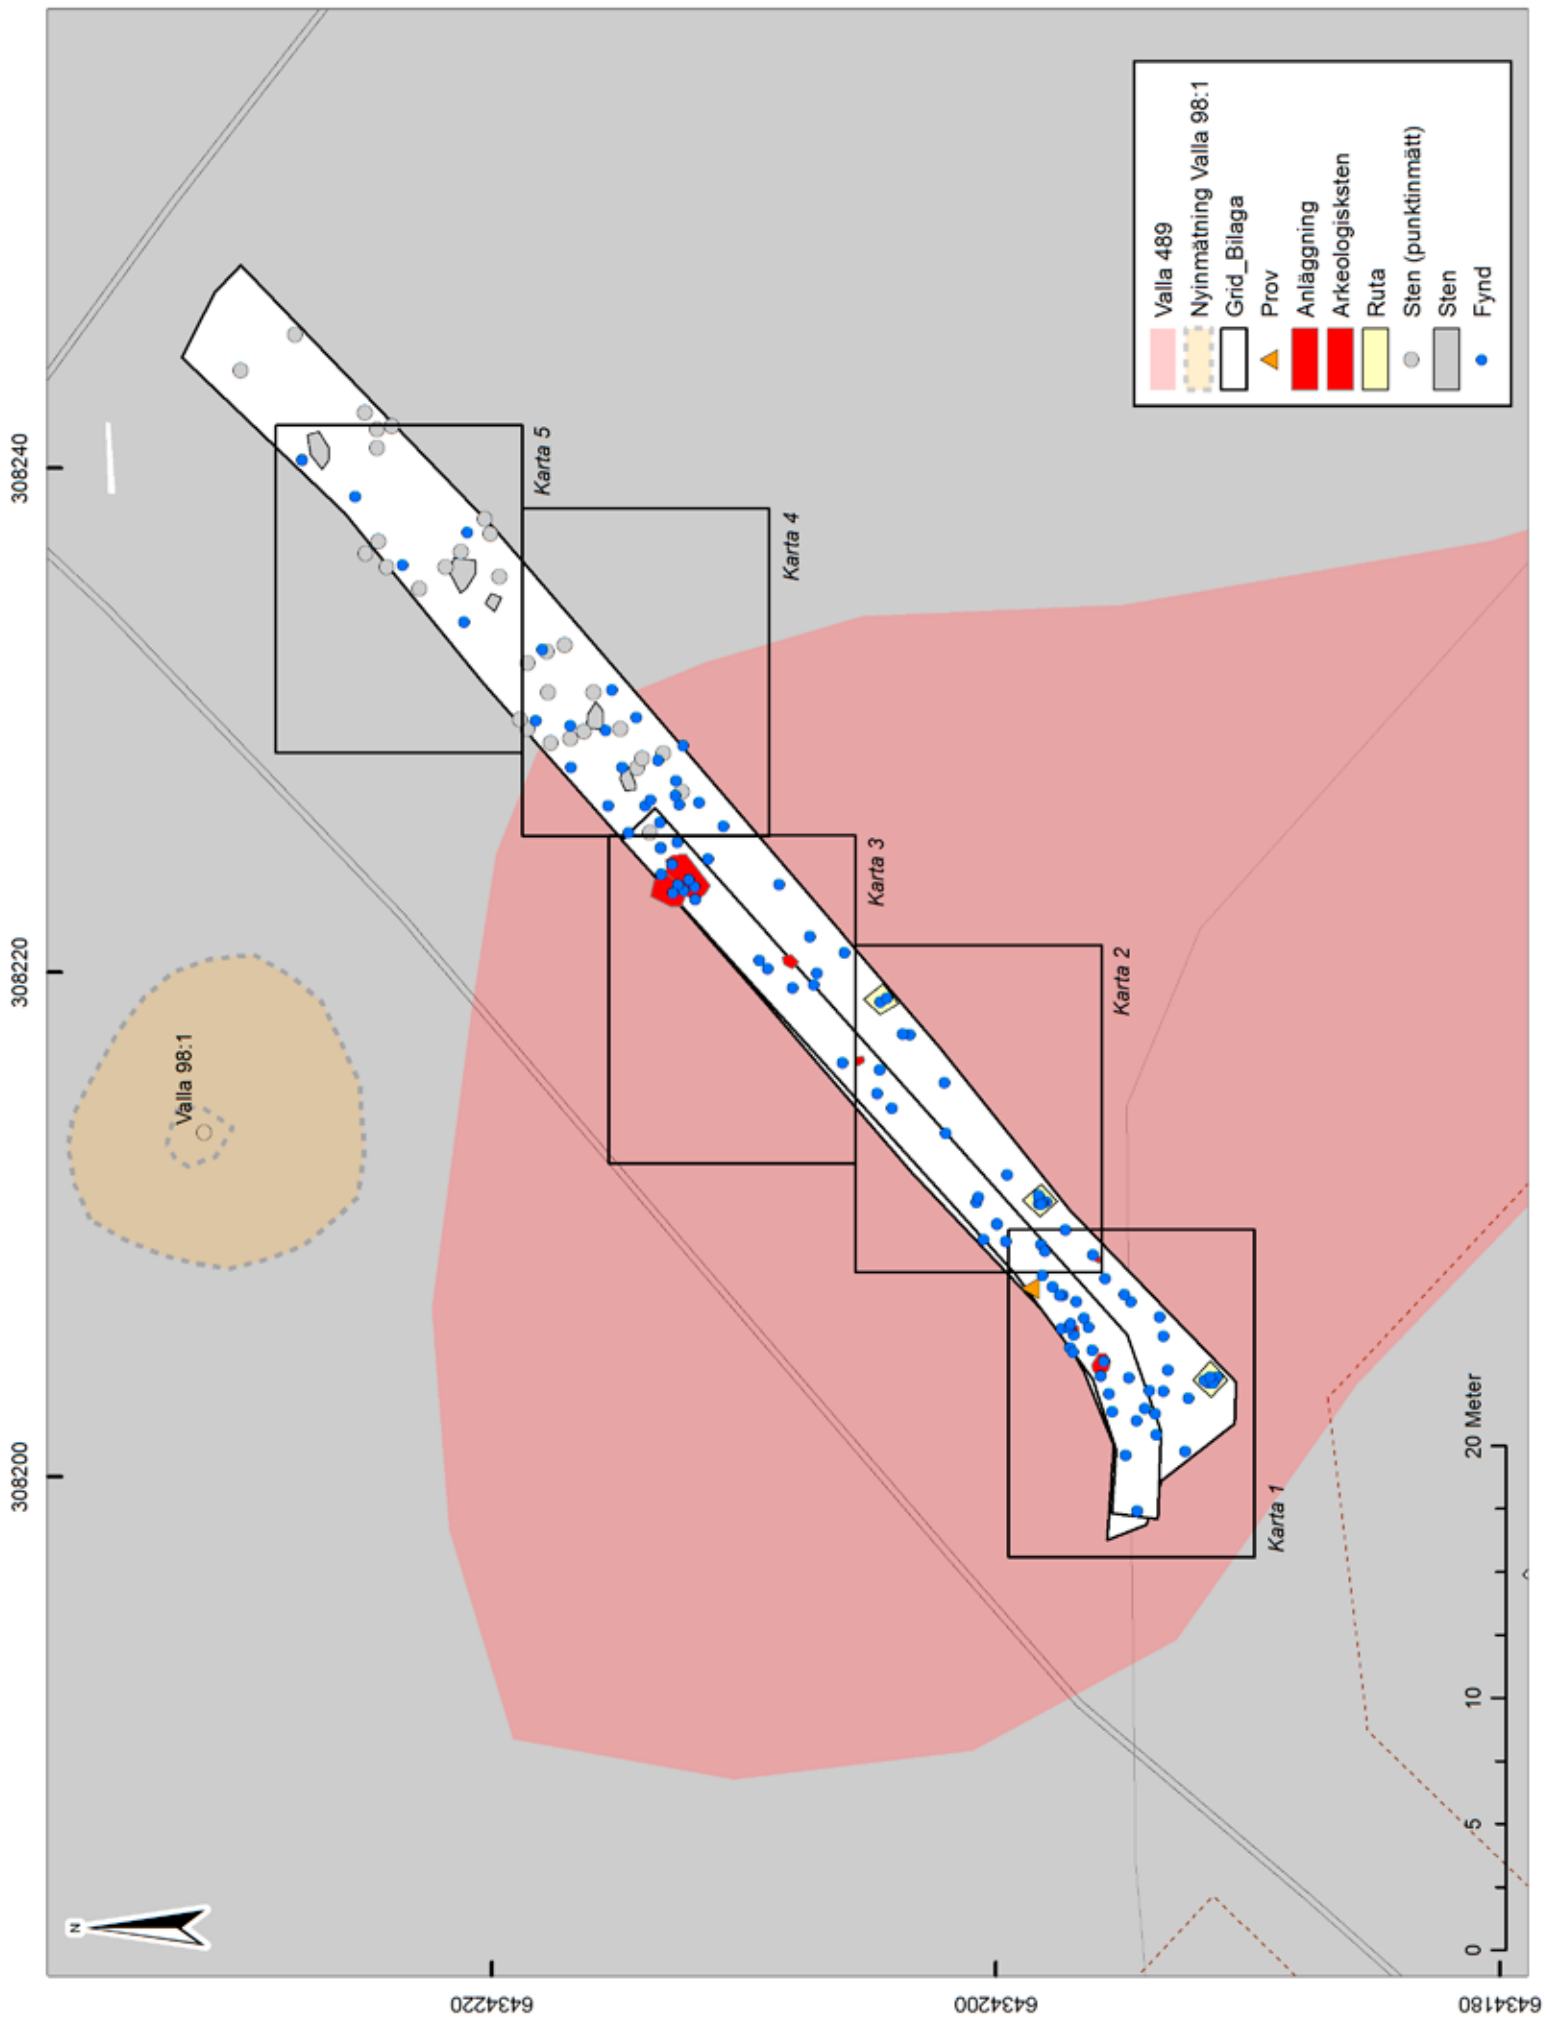 308200
308220
308240
6434220
6434200
6434180
N
Valla 98:1
Karta 5
Karta 4
Karta 3
Karta 2
Karta 1
0
5
10
20 Meter
Valla 489
Nyinmätning Valla 98:1
Grid_Bilaga
Prov
Anläggning
Arkeologisksten
Ruta
Sten (punktinmätt)
Sten
Fynd